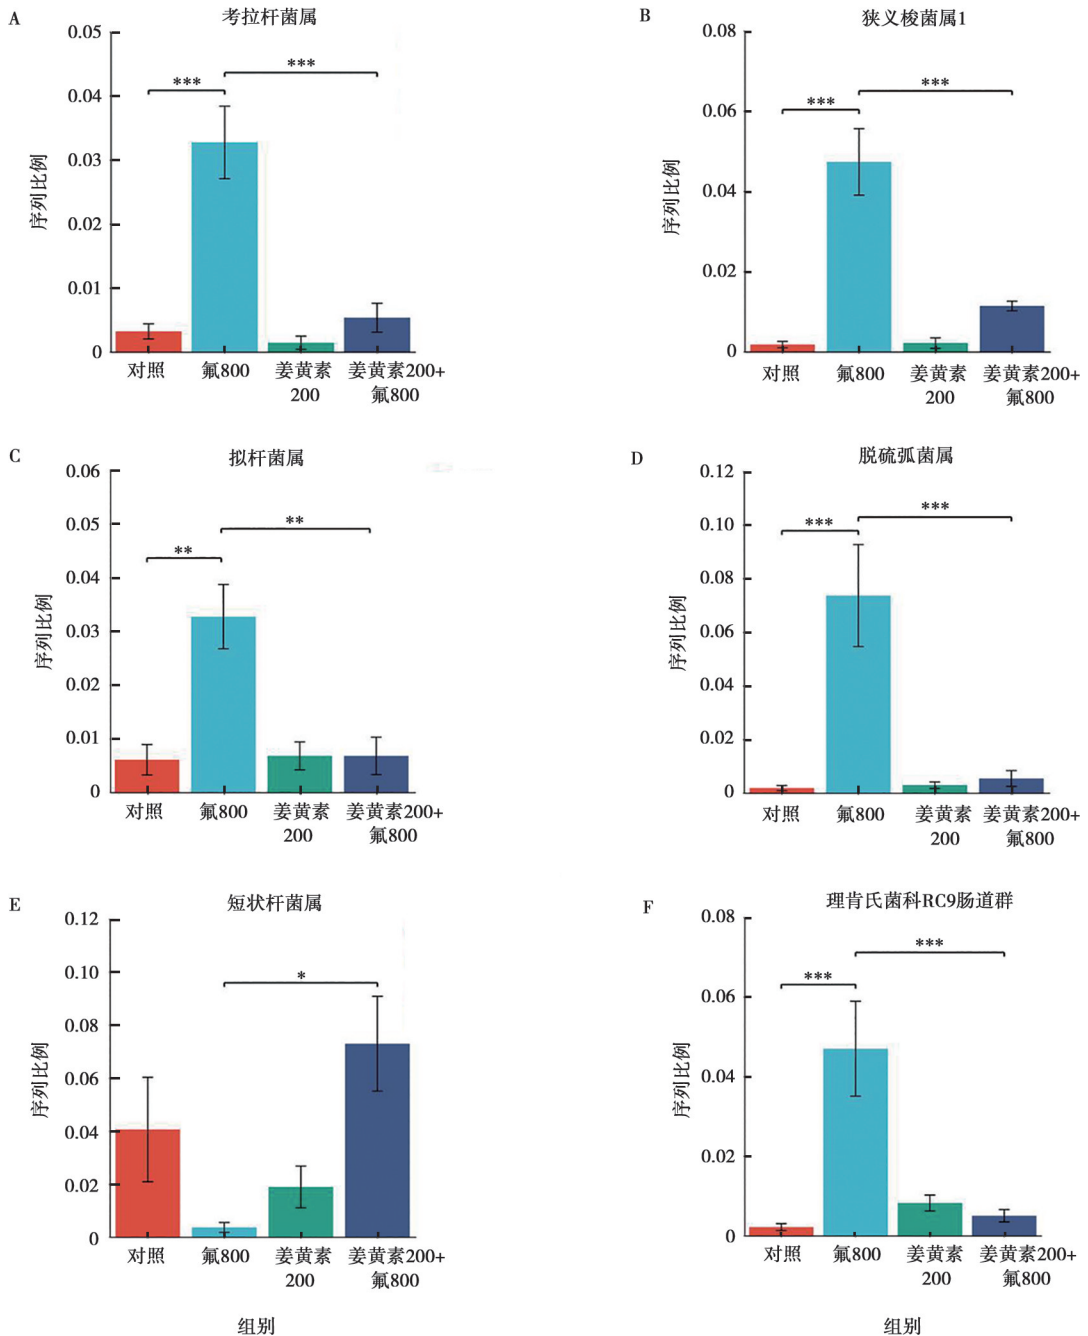 A
考拉杆菌属
0.05
0.04
0.03
0.02
0.01
0
序列比例
***
***
对照
氟800
姜黄素
200
姜黄素200+
氟800
B
狭义梭菌属1
0.08
0.06
0.04
0.02
0
序列比例
***
***
对照
氟800
姜黄素
200
姜黄素200+
氟800
C
拟杆菌属
0.06
0.05
0.04
0.03
0.02
0.01
0
序列比例
**
**
对照
氟800
姜黄素
200
姜黄素200+
氟800
D
脱硫弧菌属
0.12
0.10
0.08
0.06
0.04
0.02
0
序列比例
***
***
对照
氟800
姜黄素
200
姜黄素200+
氟800
E
短状杆菌属
0.12
0.10
0.08
0.06
0.04
0.02
0
序列比例
*
对照
氟800
姜黄素
200
姜黄素200+
氟800
组别
F
理肯氏菌科RC9肠道群
0.08
0.06
0.04
0.02
0
序列比例
***
***
对照
氟800
姜黄素
200
姜黄素200+
氟800
组别